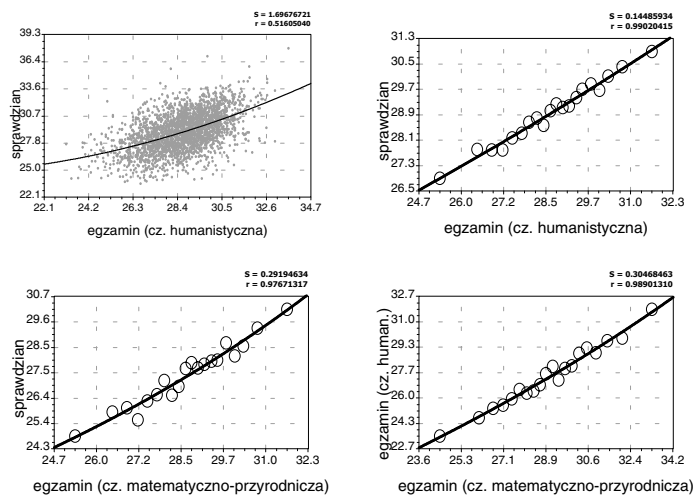 S = 1.69676721
r = 0.51605040
39.3
36.4
33.6
30.7
27.8
25.0
22.1
sprawdzian
22.1 24.2 26.3 28.4 30.5 32.6 34.7
egzamin (cz. humanistyczna)
S = 0.14485934
r = 0.99020415
31.3
30.5
29.7
28.9
28.1
27.3
26.5
sprawdzian
24.7 26.0 27.2 28.5 29.7 31.0 32.3
egzamin (cz. humanistyczna)
S = 0.29194634
r = 0.97671317
30.7
29.6
28.5
27.5
26.4
25.4
24.3
sprawdzian
24.7 26.0 27.2 28.5 29.7 31.0 32.3
egzamin (cz. matematyczno-przyrodnicza)
S = 0.30468463
r = 0.98901310
32.7
31.0
29.3
27.7
26.0
24.3
22.7
egzamin (cz. human.)
23.6 25.3 27.1 28.9 30.6 32.4 34.2
egzamin (cz. matematyczno-przyrodnicza)